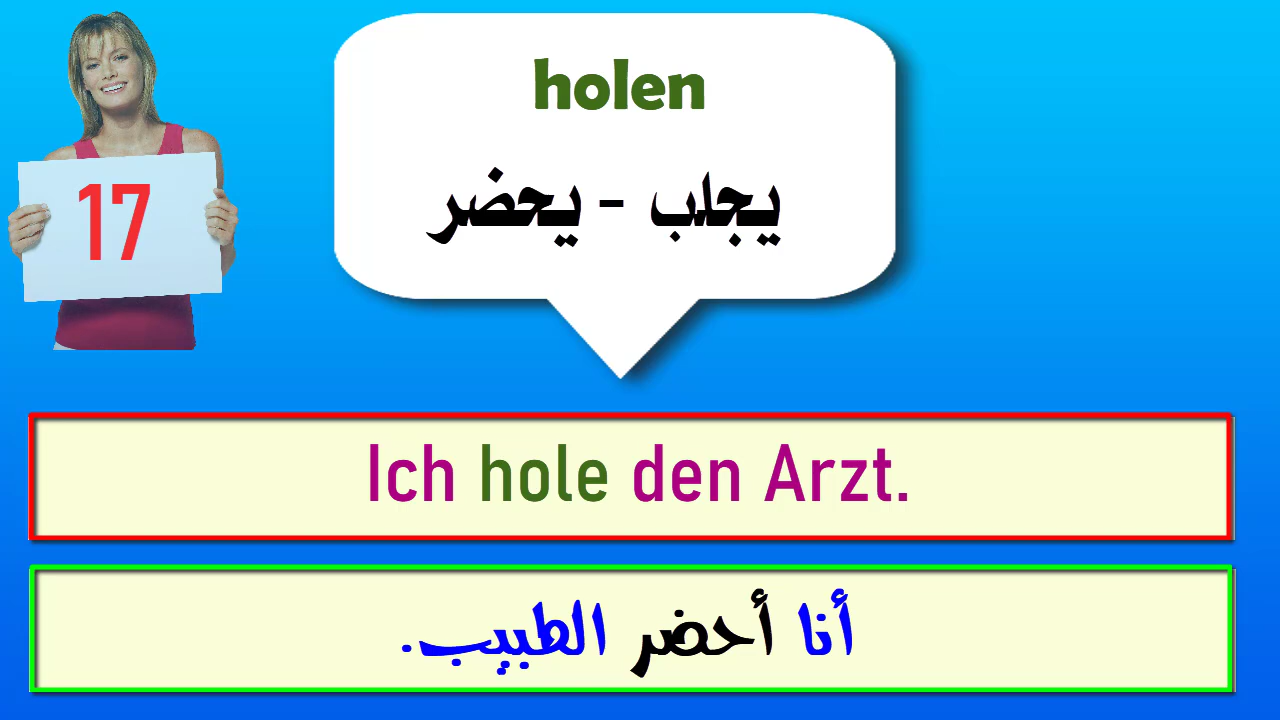 17
holen
يجلب - يحضر
Ich hole den Arzt.
أنا أحضر الطبيب.